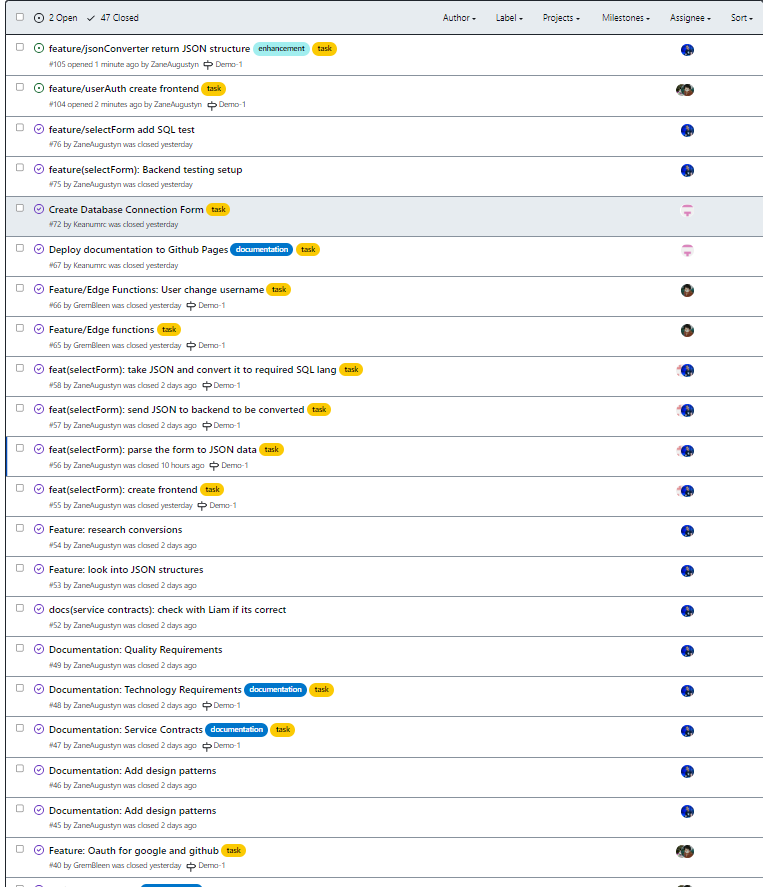 2 Open 47 Closed Author Label Projects Milestones Assignee Sort
feature/jsonConverter return JSON structure enhancement task
#105 opened 1 minute ago by ZaneAugustyn Demo-1
feature/userAuth create frontend task
#104 opened 2 minutes ago by ZaneAugustyn Demo-1
feature/selectForm add SQL test
#76 by ZaneAugustyn was closed yesterday
feature(selectForm): Backend testing setup
#75 by ZaneAugustyn was closed yesterday
Create Database Connection Form task
#72 by Keanumrc was closed yesterday
Deploy documentation to Github Pages documentation task
#67 by Keanumrc was closed yesterday
Feature/Edge Functions: User change username task
#66 by GremBleen was closed yesterday Demo-1
Feature/Edge functions task
#65 by GremBleen was closed yesterday Demo-1
feat(selectForm): take JSON and convert it to required SQL lang task
#58 by ZaneAugustyn was closed 2 days ago Demo-1
feat(selectForm): send JSON to backend to be converted task
#57 by ZaneAugustyn was closed 2 days ago Demo-1
feat(selectForm): parse the form to JSON data task
#56 by ZaneAugustyn was closed 10 hours ago Demo-1
feat(selectForm): create frontend task
#55 by ZaneAugustyn was closed yesterday Demo-1
Feature: research conversions
#54 by ZaneAugustyn was closed 2 days ago
Feature: look into JSON structures
#53 by ZaneAugustyn was closed 2 days ago
docs(service contracts): check with Liam if its correct
#52 by ZaneAugustyn was closed 2 days ago
Documentation: Quality Requirements
#49 by ZaneAugustyn was closed 2 days ago
Documentation: Technology Requirements documentation task
#48 by ZaneAugustyn was closed 2 days ago Demo-1
Documentation: Service Contracts documentation task
#47 by ZaneAugustyn was closed 2 days ago Demo-1
Documentation: Add design patterns
#46 by ZaneAugustyn was closed 2 days ago
Documentation: Add design patterns
#45 by ZaneAugustyn was closed 2 days ago
Feature: Oauth for google and github task
#40 by GremBleen was closed yesterday Demo-1